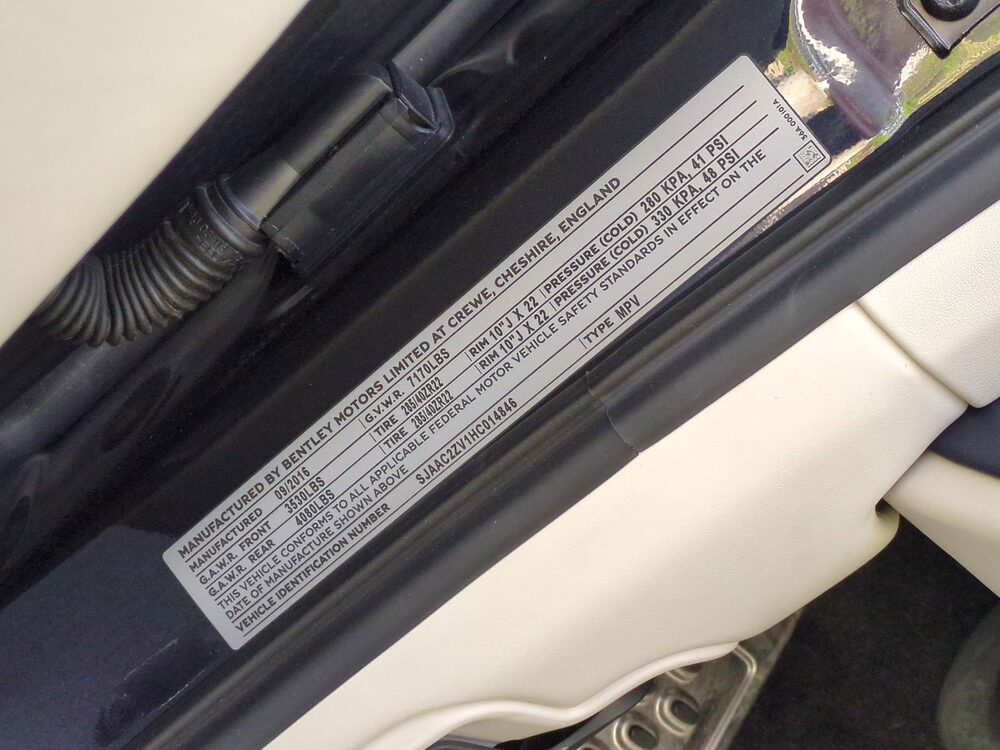 36A 000101A
MANUFACTURED BY BENTLEY MOTORS LIMITED AT CREWE, CHESHIRE, ENGLAND
MANUFACTURED 09/2016 G.V.W.R. 7170LBS
G.A.W.R. FRONT 3530LBS TIRE 285/40ZR22 RIM 10"J X 22 PRESSURE (COLD) 280 KPA, 41 PSI
G.A.W.R. REAR 4080LBS TIRE 285/40ZR22 RIM 10"J X 22 PRESSURE (COLD) 330 KPA, 48 PSI
THIS VEHICLE CONFORMS TO ALL APPLICABLE FEDERAL MOTOR VEHICLE SAFETY STANDARDS IN EFFECT ON THE
DATE OF MANUFACTURE SHOWN ABOVE
VEHICLE IDENTIFICATION NUMBER SJAAC2ZV1HC014846 TYPE MPV